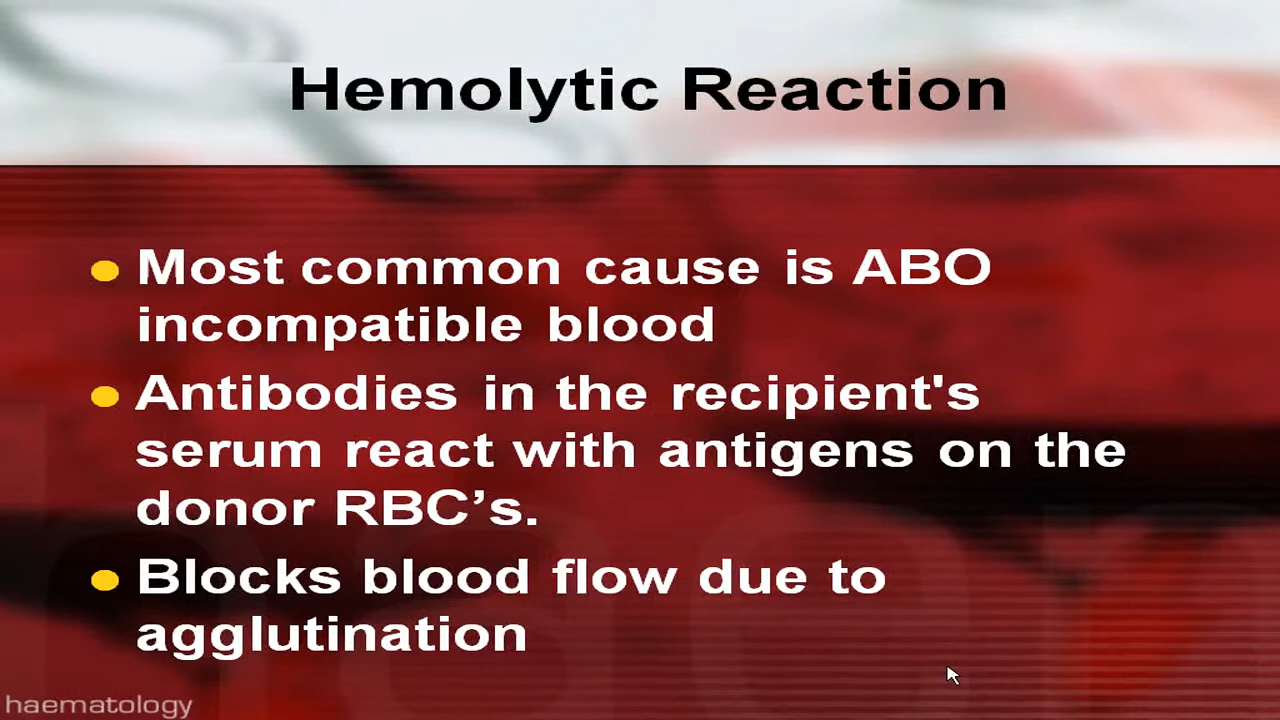 Hemolytic Reaction
Most common cause is ABO
incompatible blood
Antibodies in the recipient's
serum react with antigens on the
donor RBC’s.
Blocks blood flow due to
agglutination
haematology